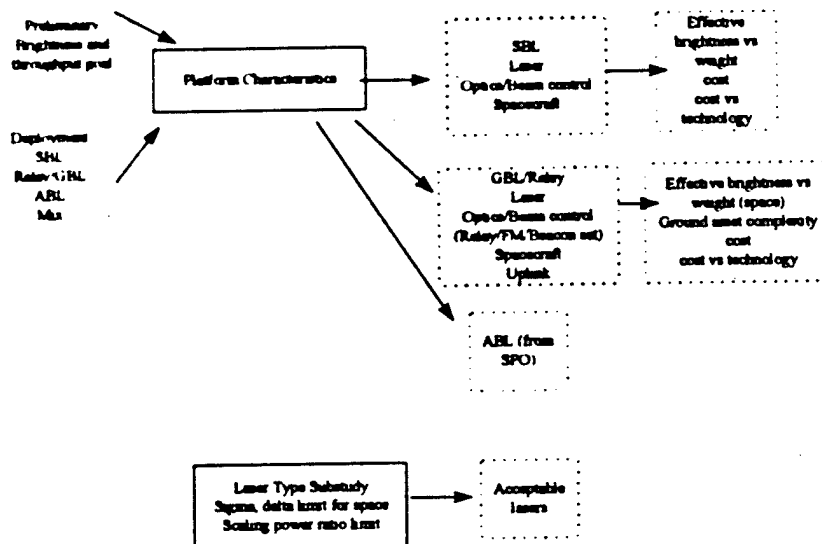 Preliminary
Brightness and
throughput goal
Platform Characteristics
Deployment
SBL
Relay/GBL
ABL
Mix
SBL
Laser
Optics/Beam control
Spacecraft
Effective
brightness vs
weight
cost
cost vs
technology
GBL/Relay
Laser
Optics/Beam control
(Relay/FM/Beacon sat)
Spacecraft
Uplink
Effective brightness vs
weight (space)
Ground asset complexity
cost
cost vs technology
ABL (from
SPO)
Laser Type Substudy
Sigma, delta limit for space
Scaling power ratio limit
Acceptable
lasers